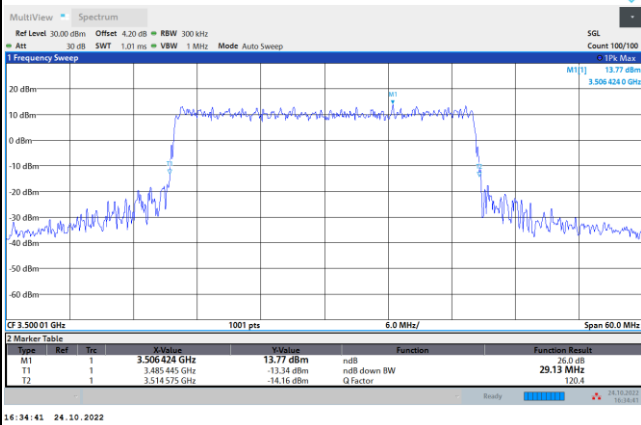 MultiView Spectrum
Ref Level 30.00 dBm Offset 4.20 dB RBW 300 kHz SGL
Att 30 dB SWT 1.01 ms VBW 1 MHz Mode Auto Sweep Count 100/100
1 Frequency Sweep 1Pk Max
M1[1] 13.77 dBm
3.506 424 0 GHz
M1
20 dBm
10 dBm
0 dBm
-10 dBm
-20 dBm
-30 dBm
-40 dBm
-50 dBm
-60 dBm
CF 3.500 01 GHz 1001 pts 6.0 MHz/ Span 60.0 MHz
2 Marker Table
Type Ref Trc X-Value Y-Value Function Function Result
M1 1 3.506 424 GHz 13.77 dBm ndB 26.0 dB
T1 1 3.485 445 GHz -13.34 dBm ndB down BW 29.13 MHz
T2 1 3.514 575 GHz -14.16 dBm Q Factor 120.4
Ready 24.10.2022
16:34:41
16:34:41 24.10.2022